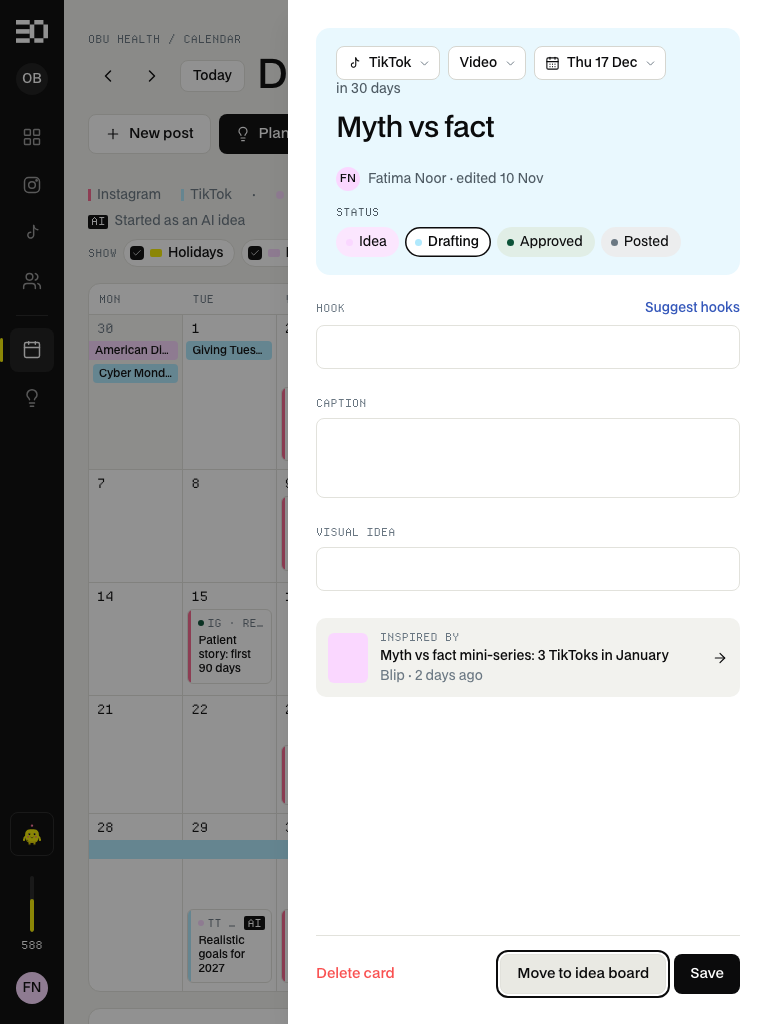 OBU HEALTH / CALENDAR
OB
Today
D
New post
Plan
Instagram
TikTok
·
AI Started as an AI idea
SHOW
Holidays
MON
TUE
30
1
American Di…
Giving Tues…
Cyber Mond…
7
8
14
15
IG · RE…
Patient
story: first
90 days
21
22
28
29
TT …
AI
Realistic
goals for
2027
588
FN
TikTok
Video
Thu 17 Dec
in 30 days
Myth vs fact
FN
Fatima Noor · edited 10 Nov
STATUS
Idea
Drafting
Approved
Posted
HOOK
Suggest hooks
CAPTION
VISUAL IDEA
INSPIRED BY
Myth vs fact mini-series: 3 TikToks in January
Blip · 2 days ago
Delete card
Move to idea board
Save